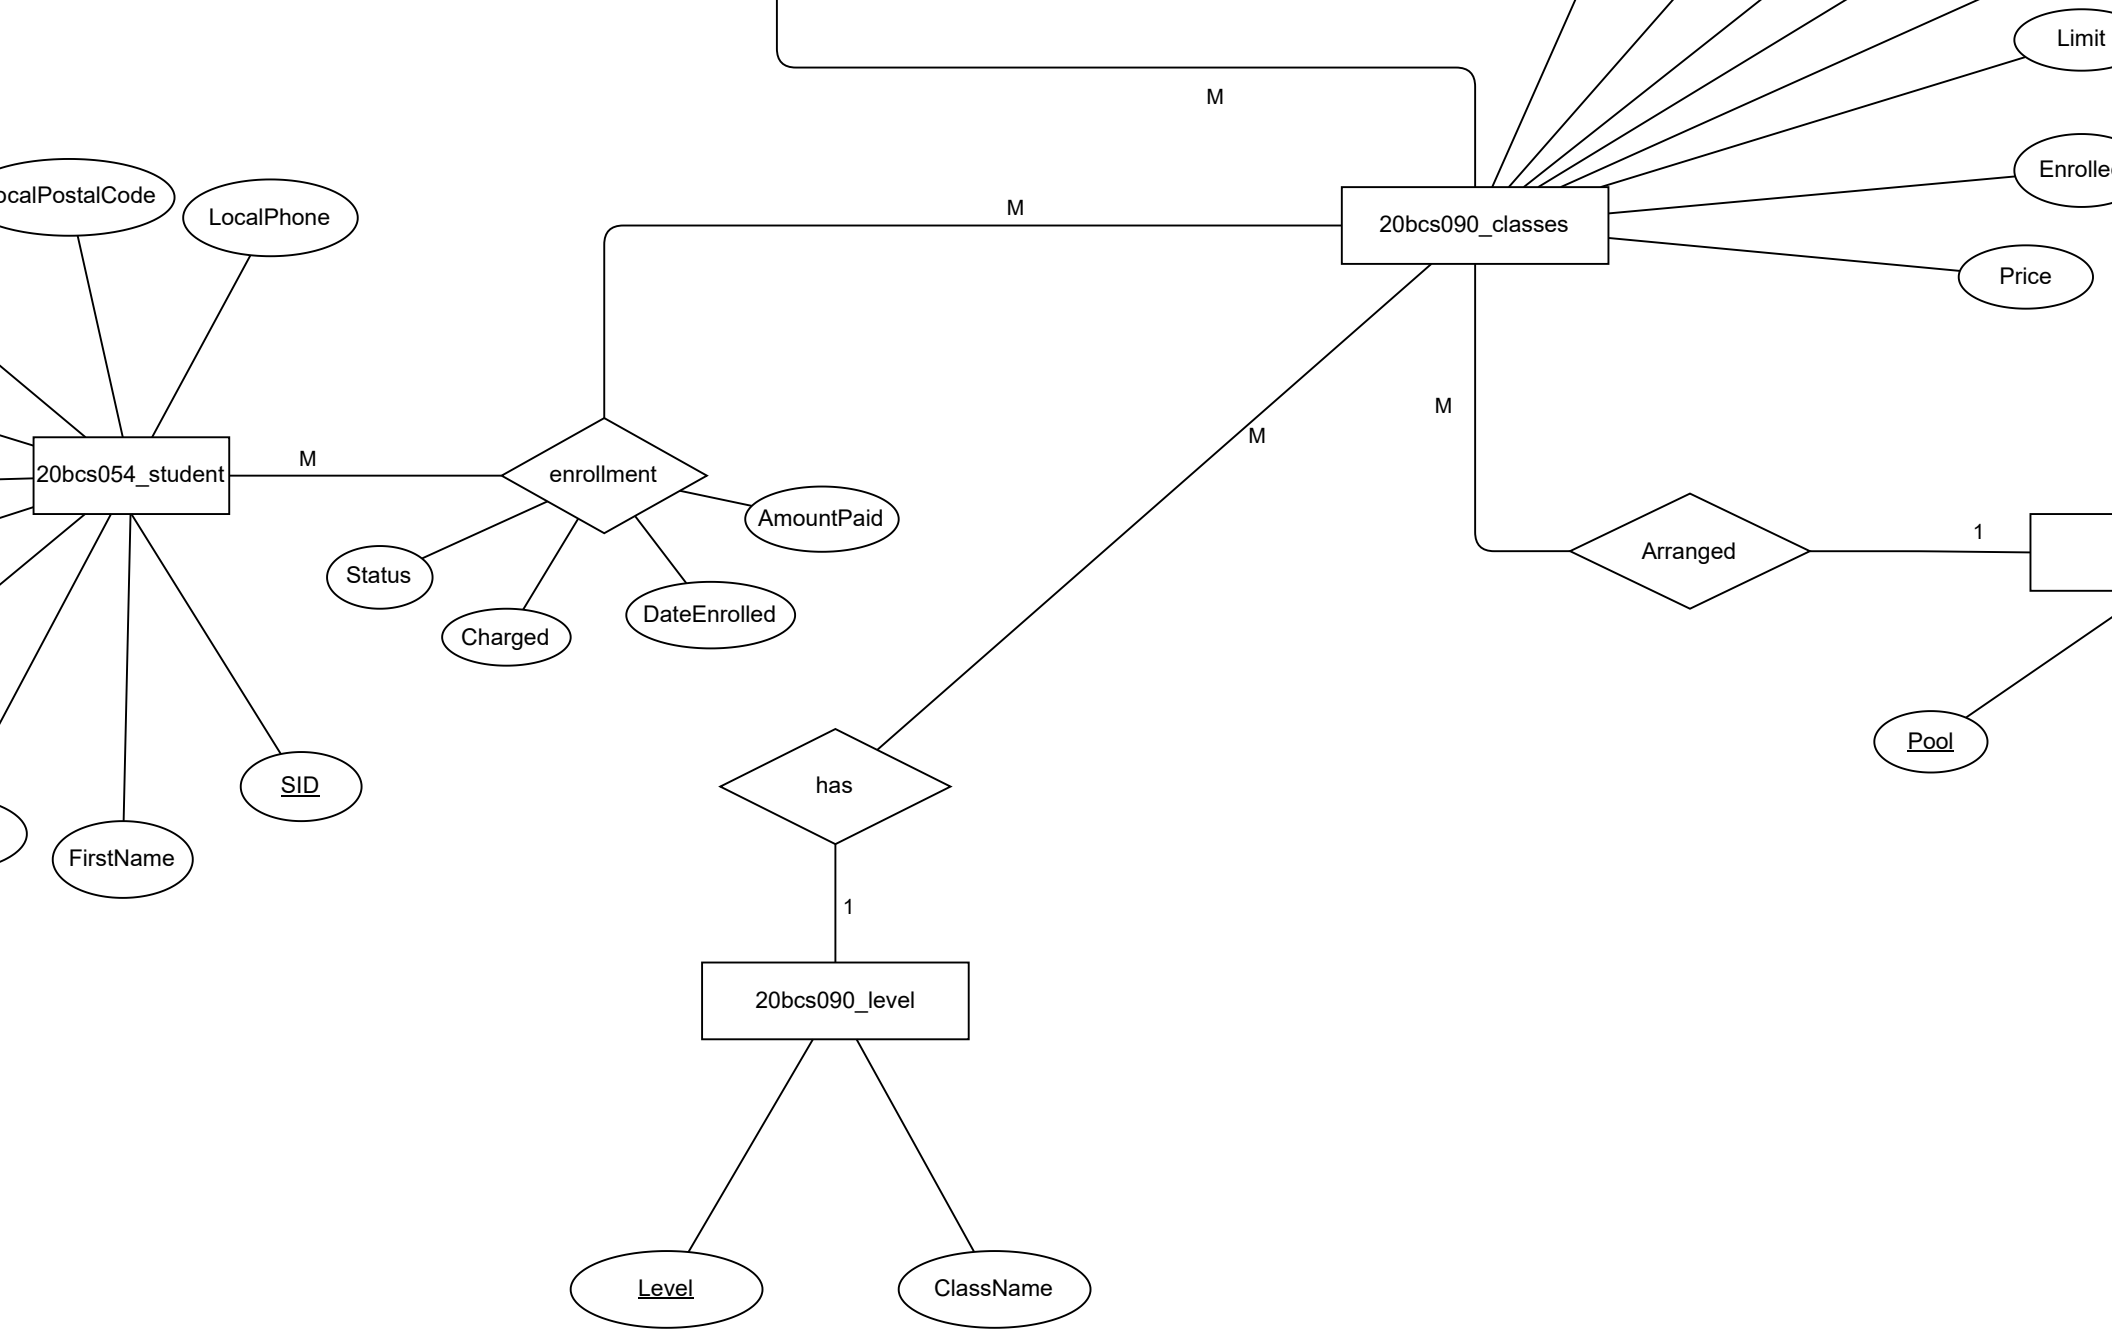 Limit
M
Enrolle
ocalPostalCode
LocalPhone
M
20bcs090_classes
Price
M
M
M
20bcs054_student
enrollment
AmountPaid
1
Arranged
Status
Charged
DateEnrolled
Pool
has
SID
FirstName
1
20bcs090_level
Level
ClassName